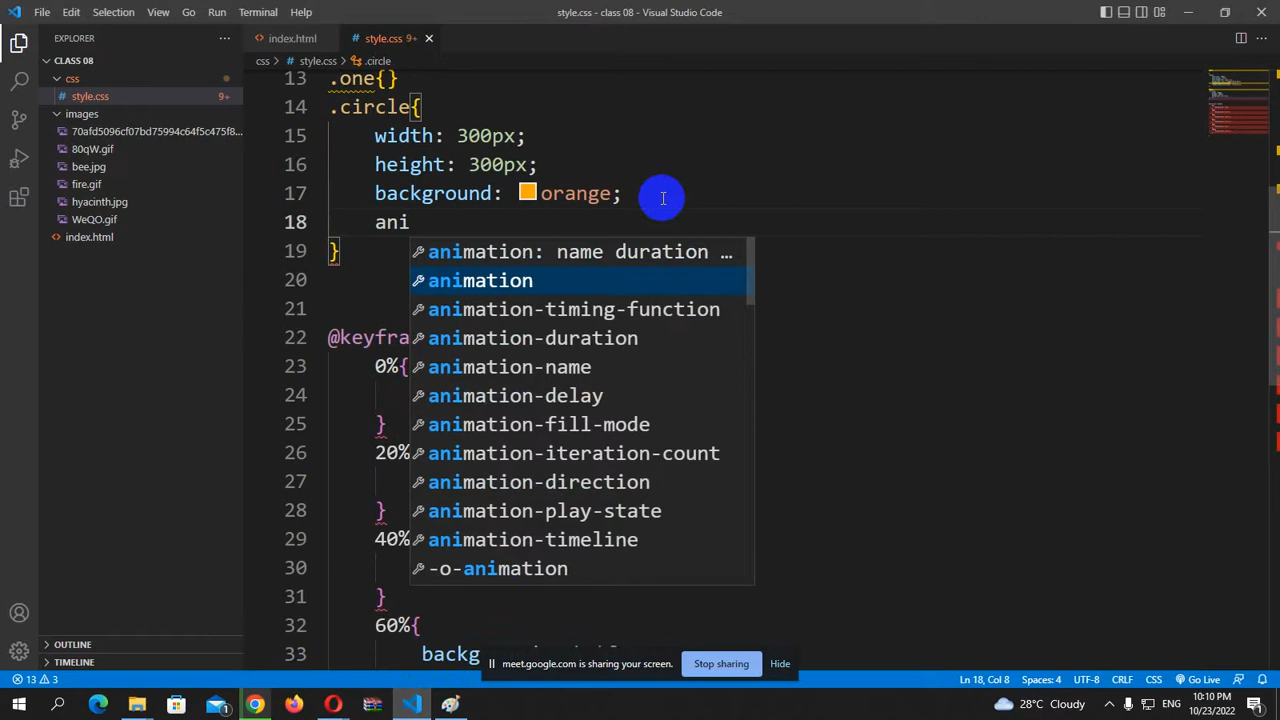 File Edit Selection View Go Run Terminal Help
style.css - class 08 - Visual Studio Code
EXPLORER
CLASS 08
css
style.css 9+
images
70afd5096cf07bd75994c64f5c475f8...
80qW.gif
bee.jpg
fire.gif
hyacinth.jpg
WeQO.gif
index.html
OUTLINE
TIMELINE
index.html
style.css 9+
css > style.css > .circle
13 .one{}
14 .circle{
15 width: 300px;
16 height: 300px;
17 background: orange;
18 ani
19 }
20
21
22 @keyfra
23 0%{
24
25 }
26 20%
27
28 }
29 40%
30
31 }
32 60%{
33
animation: name duration …
animation
animation-timing-function
animation-duration
animation-name
animation-delay
animation-fill-mode
animation-iteration-count
animation-direction
animation-play-state
animation-timeline
-o-animation
meet.google.com is sharing your screen. Stop sharing Hide
13 3
Ln 18, Col 8 Spaces: 4 UTF-8 CRLF CSS Go Live
28°C Cloudy ENG 10:10 PM
10/23/2022